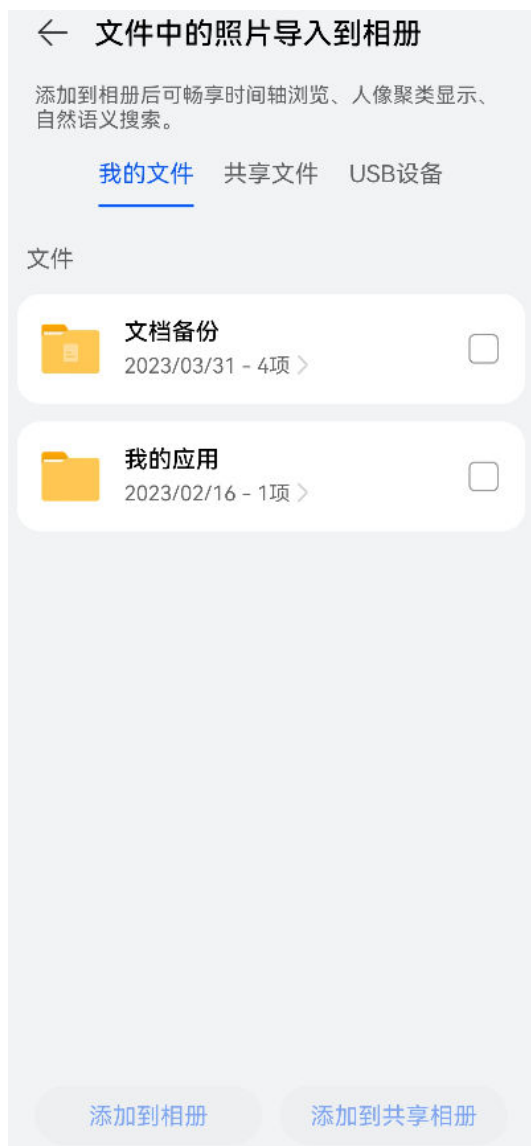 文件中的照片导入到相册
添加到相册后可畅享时间轴浏览、人像聚类显示、
自然语义搜索。
我的文件 共享文件 USB设备
文件
文档备份
2023/03/31 - 4项
我的应用
2023/02/16 - 1项
添加到相册 添加到共享相册